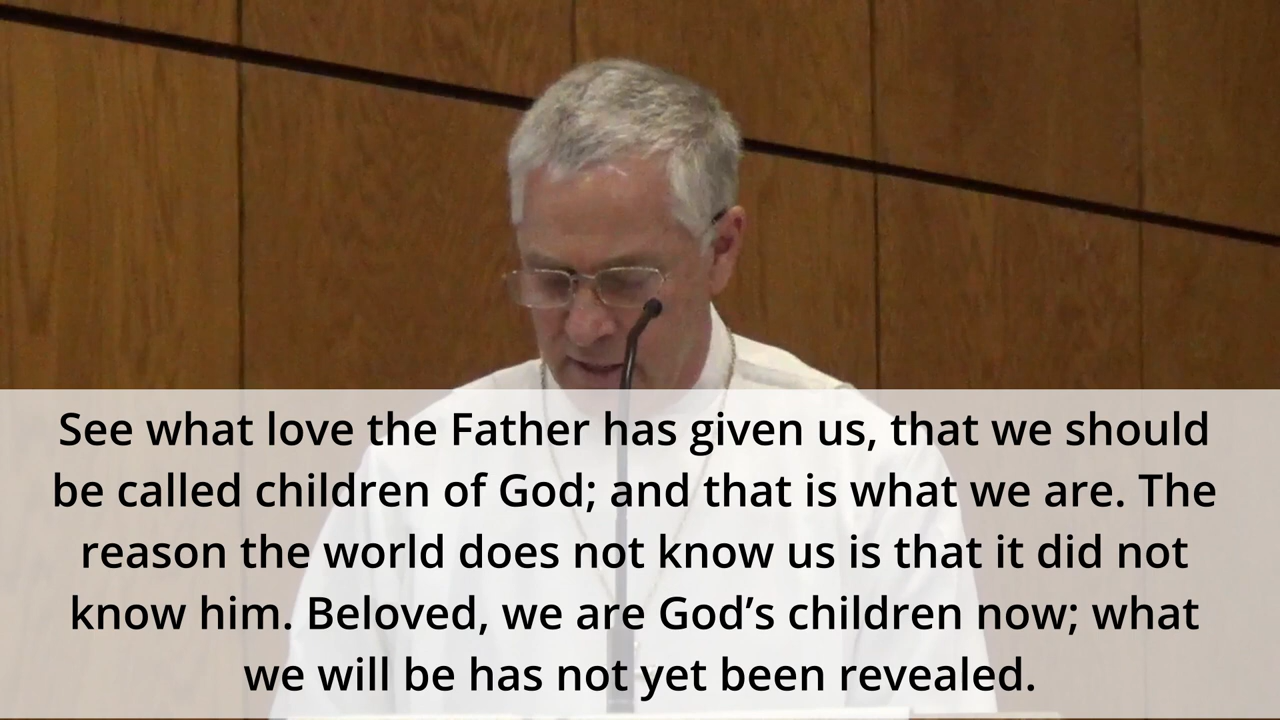 See what love the Father has given us, that we should
be called children of God; and that is what we are. The
reason the world does not know us is that it did not
know him. Beloved, we are God’s children now; what
we will be has not yet been revealed.